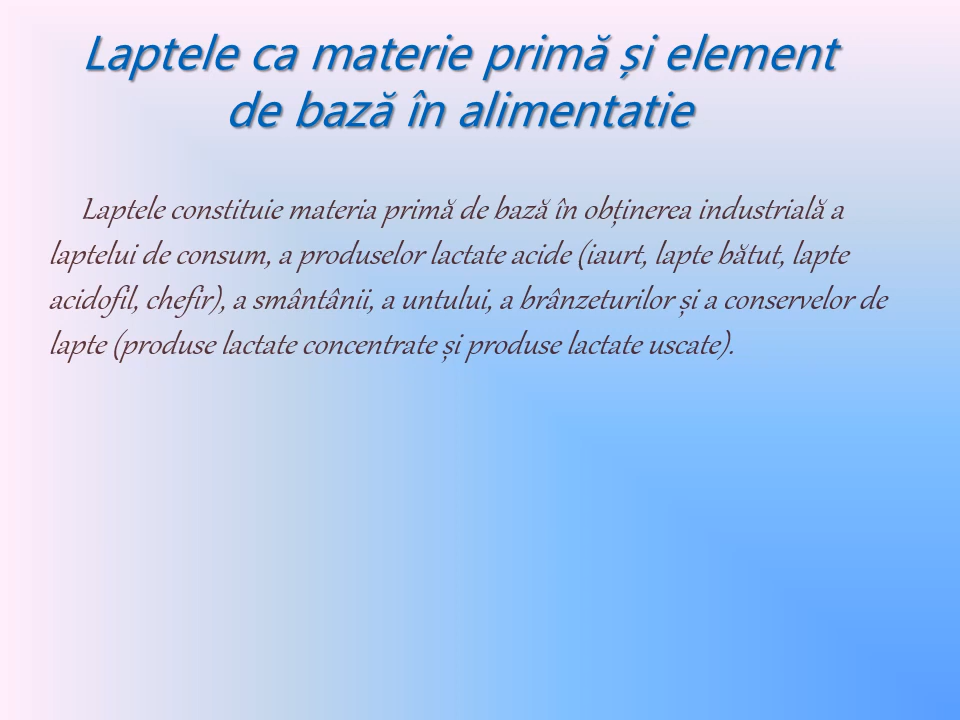 Laptele ca materie primă și element
de bază în alimentatie
Laptele constituie materia primă de bază în obținerea industrială a
laptelui de consum, a produselor lactate acide (iaurt, lapte bătut, lapte
acidofil, chefir), a smântânii, a untului, a brânzeturilor și a conservelor de
lapte (produse lactate concentrate și produse lactate uscate).